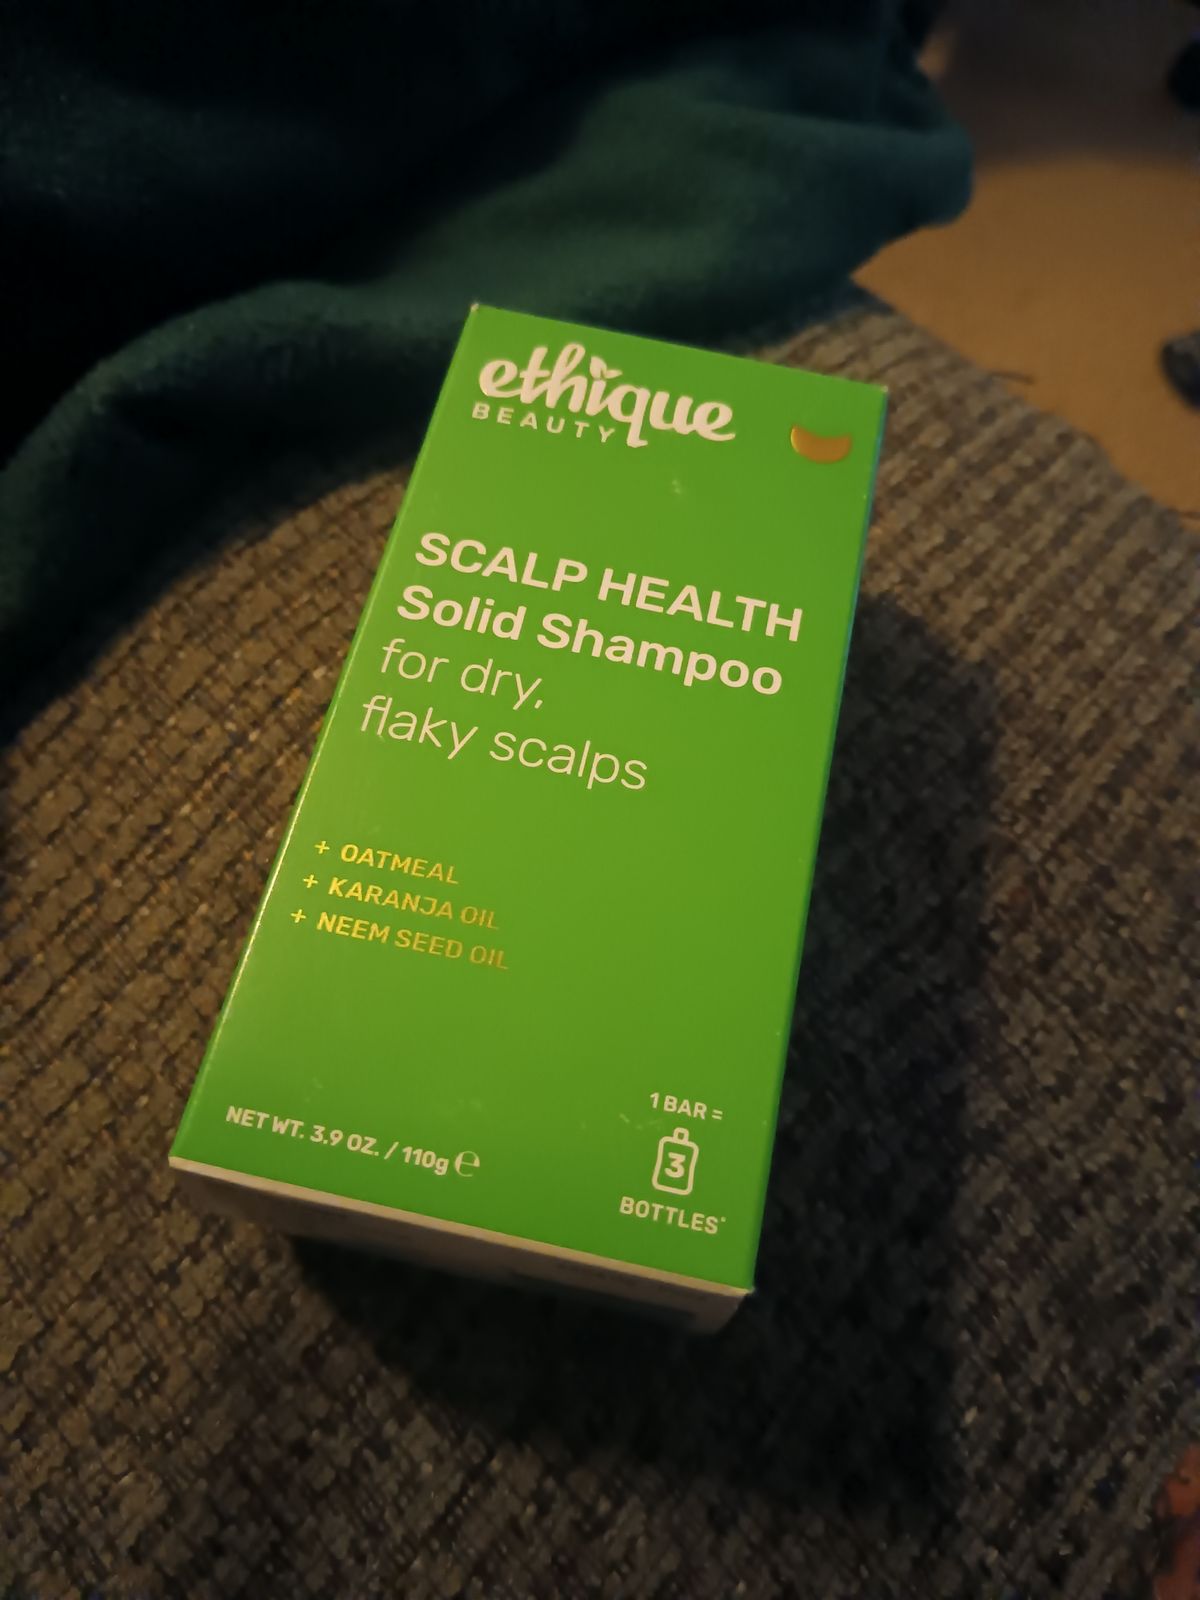 ethique
BEAUTY
SCALP HEALTH
Solid Shampoo
for dry,
flaky scalps
+ OATMEAL
+ KARANJA OIL
+ NEEM SEED OIL
NET WT. 3.9 OZ. / 110g ℮
1 BAR =
3
BOTTLES*